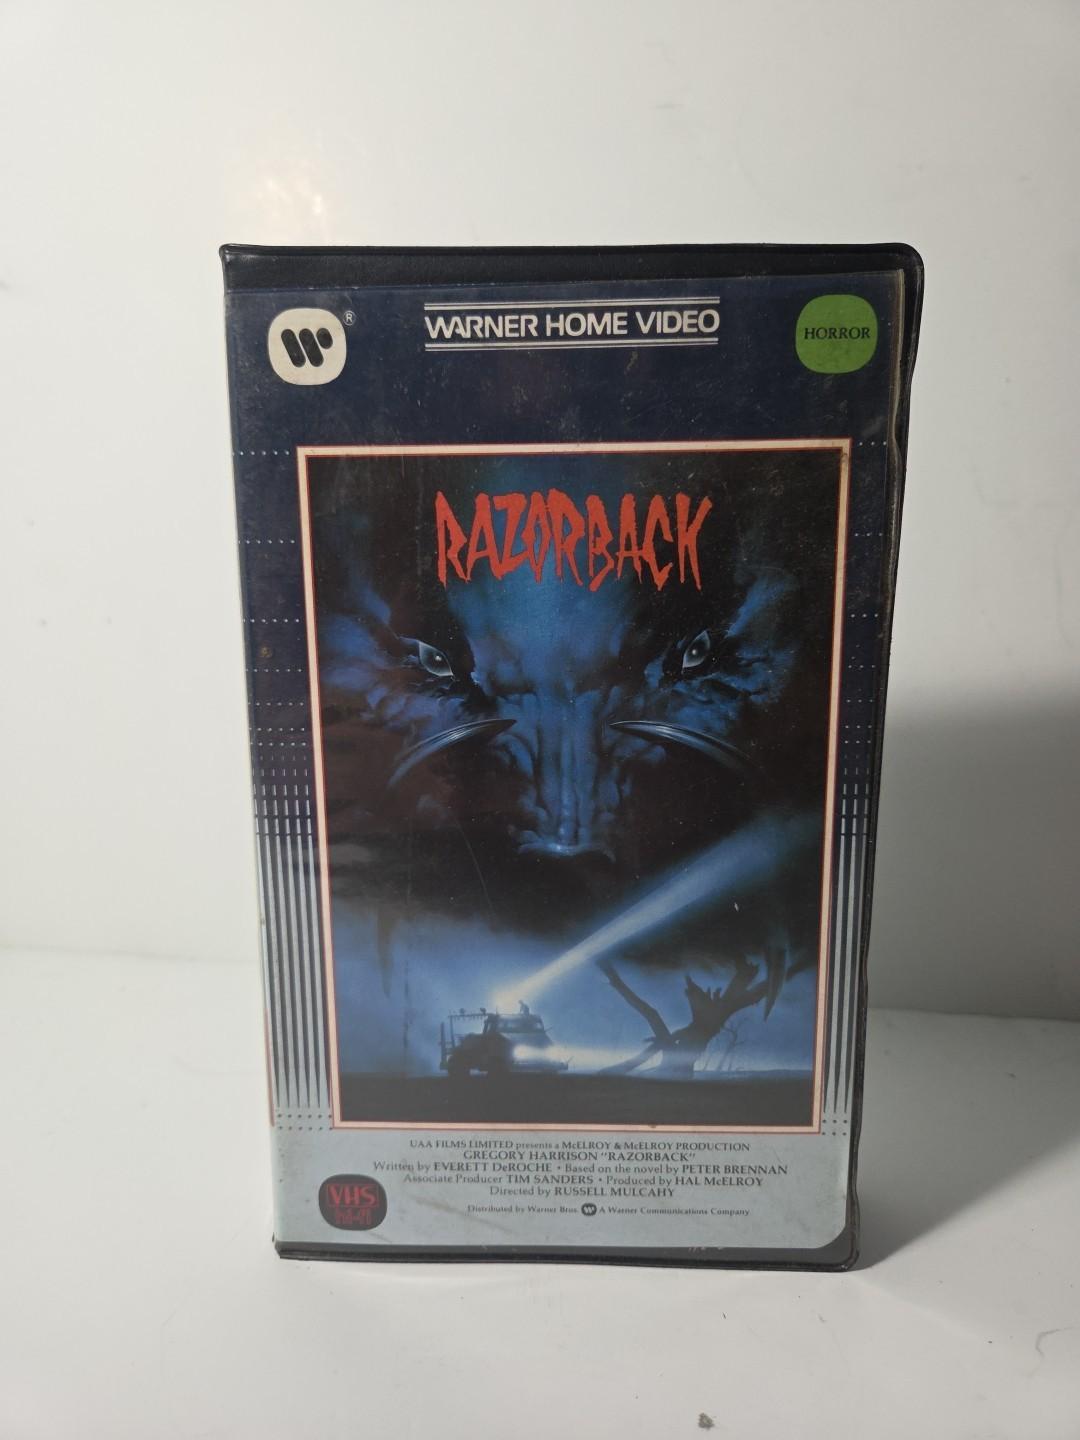 W ®
WARNER HOME VIDEO
HORROR
RAZORBACK
UAA FILMS LIMITED presents a McELROY & McELROY PRODUCTION
GREGORY HARRISON "RAZORBACK"
Written by EVERETT DeROCHE • Based on the novel by PETER BRENNAN
Associate Producer TIM SANDERS • Produced by HAL McELROY
Directed by RUSSELL MULCAHY
Distributed by Warner Bros. W A Warner Communications Company
VHS
hi-fi